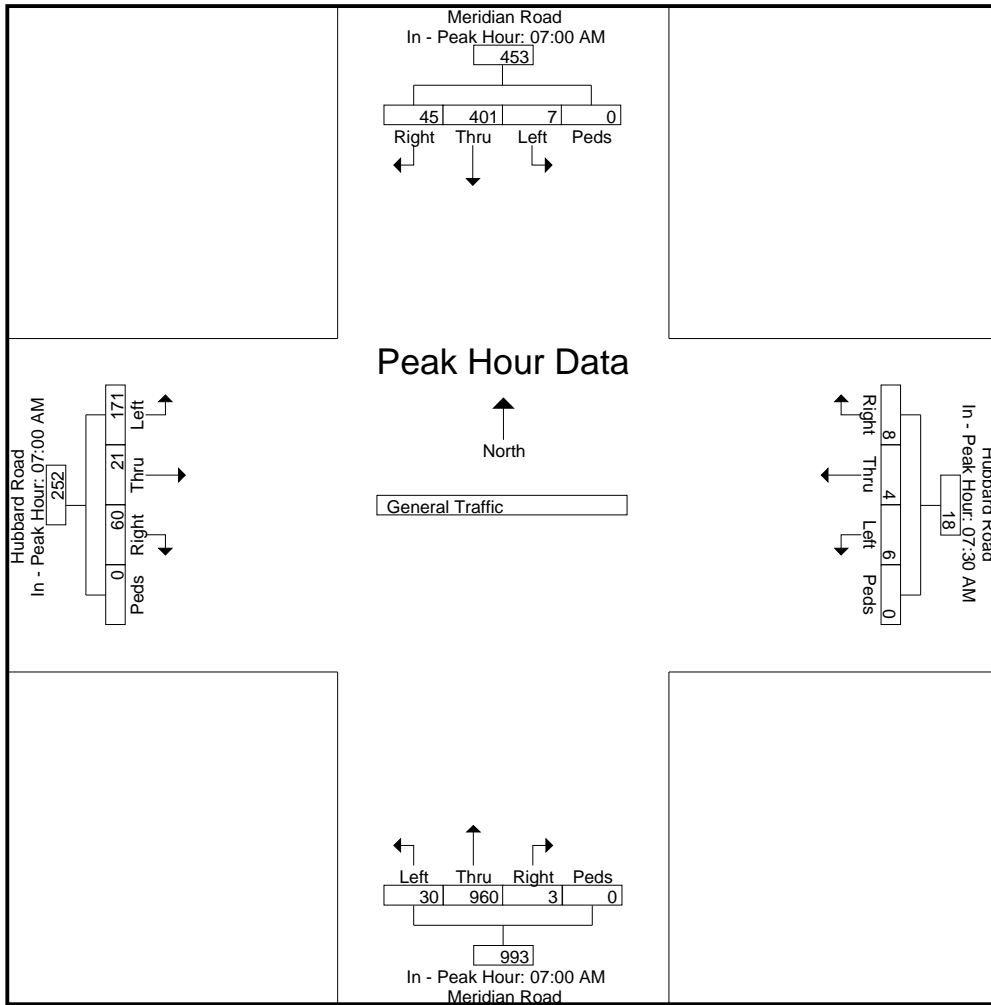 Meridian Road
In - Peak Hour: 07:00 AM
453
45 401 7 0
Right Thru Left Peds
Peak Hour Data
North
General Traffic
Hubbard Road
In - Peak Hour: 07:00 AM
252
171 21 60 0
Left Thru Right Peds
Hubbard Road
In - Peak Hour: 07:30 AM
18
8 4 6 0
Right Thru Left Peds
Left Thru Right Peds
30 960 3 0
993
In - Peak Hour: 07:00 AM
Meridian Road